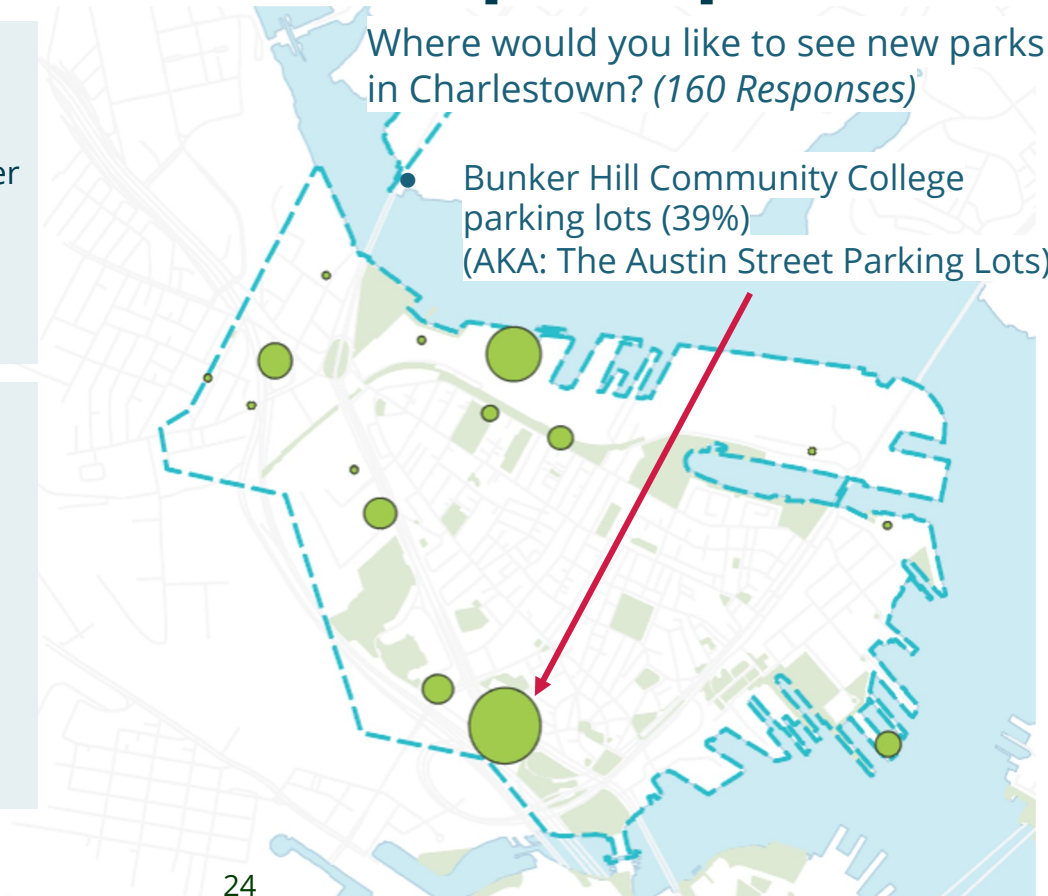 Where would you like to see new parks
in Charlestown? (160 Responses)
er
Bunker Hill Community College
parking lots (39%)
(AKA: The Austin Street Parking Lots)
24